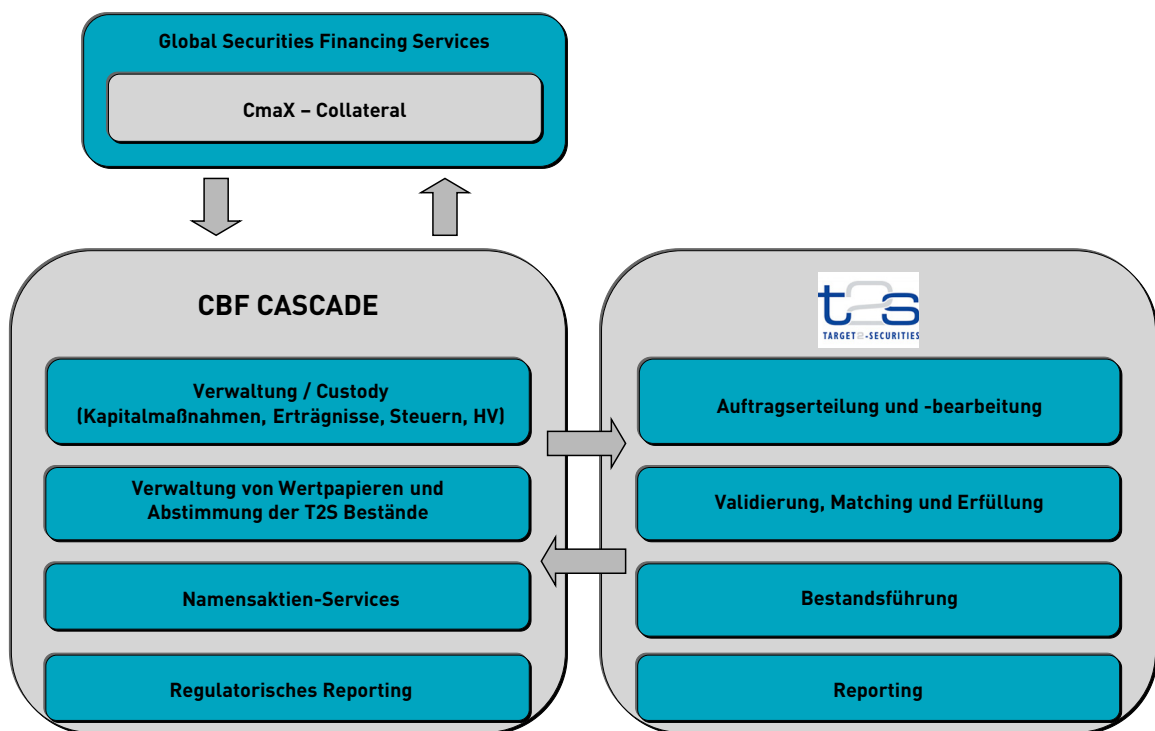 Global Securities Financing Services
CmaX – Collateral
CBF CASCADE
Verwaltung / Custody
(Kapitalmaßnahmen, Erträgnisse, Steuern, HV)
Verwaltung von Wertpapieren und
Abstimmung der T2S Bestände
Namensaktien-Services
Regulatorisches Reporting
t2s
TARGET2-SECURITIES
Auftragserteilung und -bearbeitung
Validierung, Matching und Erfüllung
Bestandsführung
Reporting